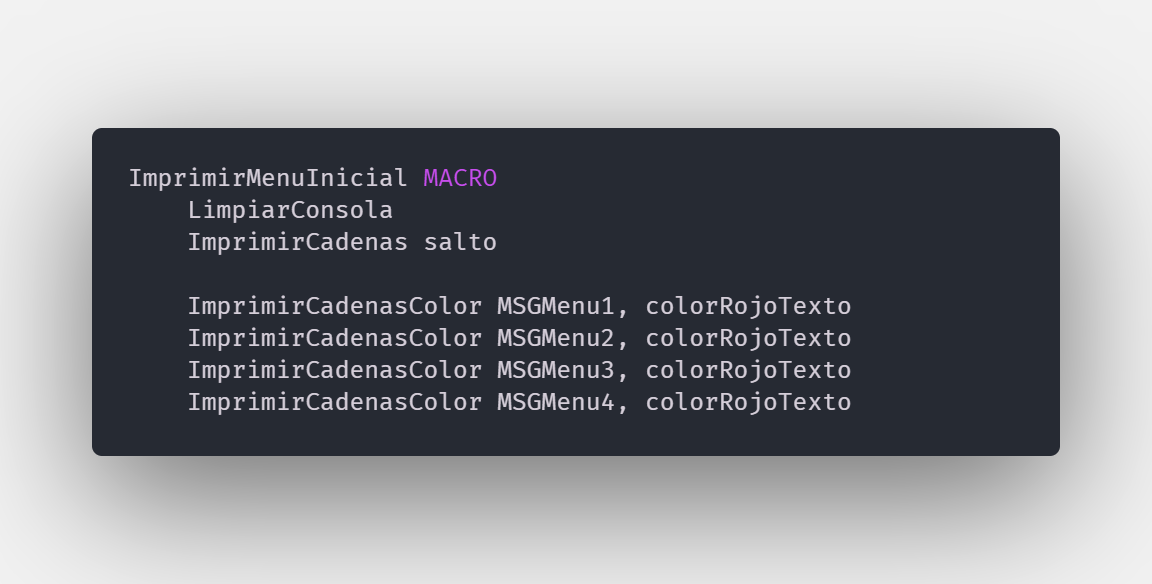 ImprimirMenuInicial MACRO
    LimpiarConsola
    ImprimirCadenas salto

    ImprimirCadenasColor MSGMenu1, colorRojoTexto
    ImprimirCadenasColor MSGMenu2, colorRojoTexto
    ImprimirCadenasColor MSGMenu3, colorRojoTexto
    ImprimirCadenasColor MSGMenu4, colorRojoTexto